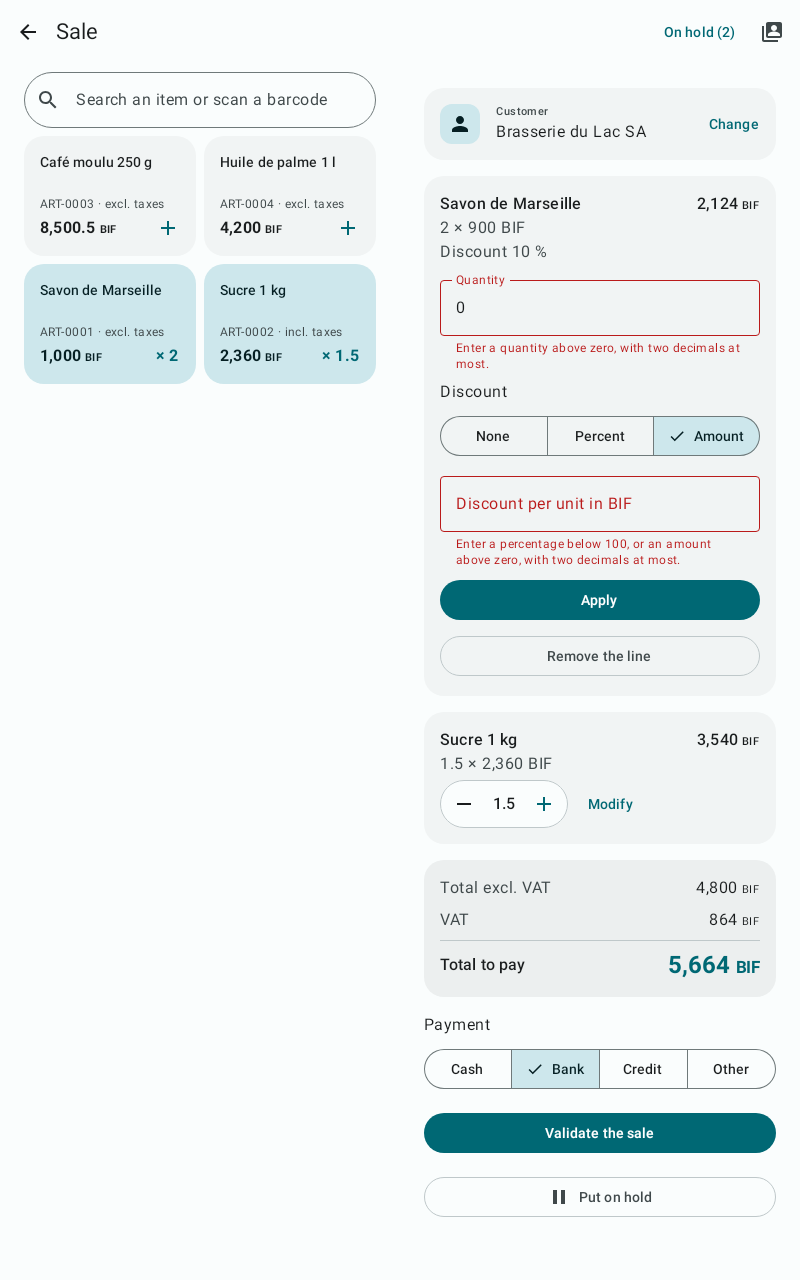 Sale
On hold (2)
Search an item or scan a barcode
Café moulu 250 g
ART-0003 · excl. taxes
8,500.5 BIF
Huile de palme 1 l
ART-0004 · excl. taxes
4,200 BIF
Savon de Marseille
ART-0001 · excl. taxes
1,000 BIF × 2
Sucre 1 kg
ART-0002 · incl. taxes
2,360 BIF × 1.5
Customer
Brasserie du Lac SA
Change
Savon de Marseille 2,124 BIF
2 × 900 BIF
Discount 10 %
Quantity
0
Enter a quantity above zero, with two decimals at
most.
Discount
None Percent Amount
Discount per unit in BIF
Enter a percentage below 100, or an amount
above zero, with two decimals at most.
Apply
Remove the line
Sucre 1 kg 3,540 BIF
1.5 × 2,360 BIF
1.5 Modify
Total excl. VAT 4,800 BIF
VAT 864 BIF
Total to pay 5,664 BIF
Payment
Cash Bank Credit Other
Validate the sale
Put on hold